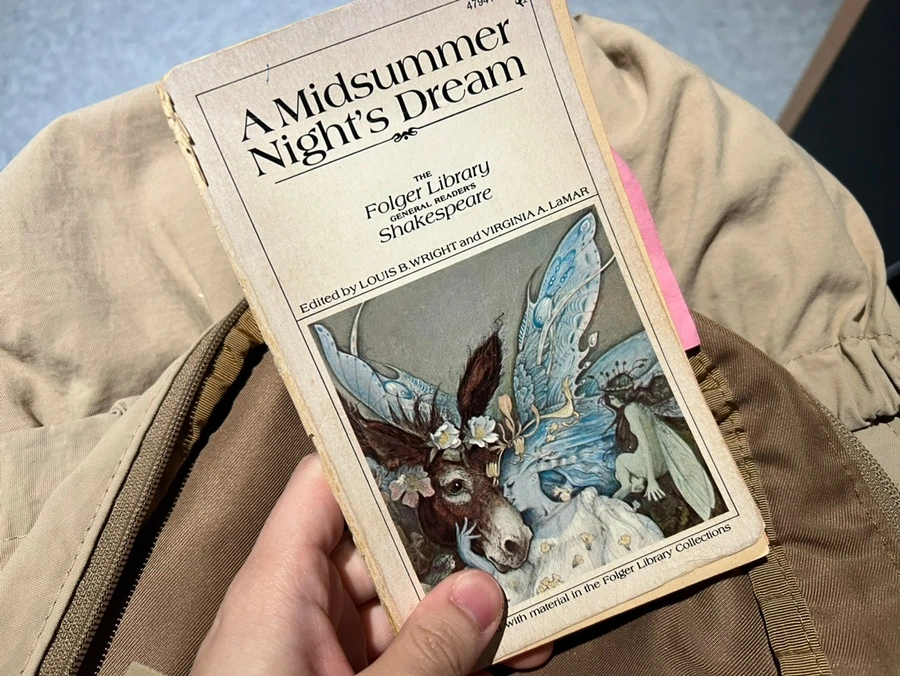 A Midsummer
Night's Dream
THE
Folger Library
GENERAL READER'S
Shakespeare
Edited by LOUIS B. WRIGHT and VIRGINIA A. LaMAR
with material in the Folger Library Collections